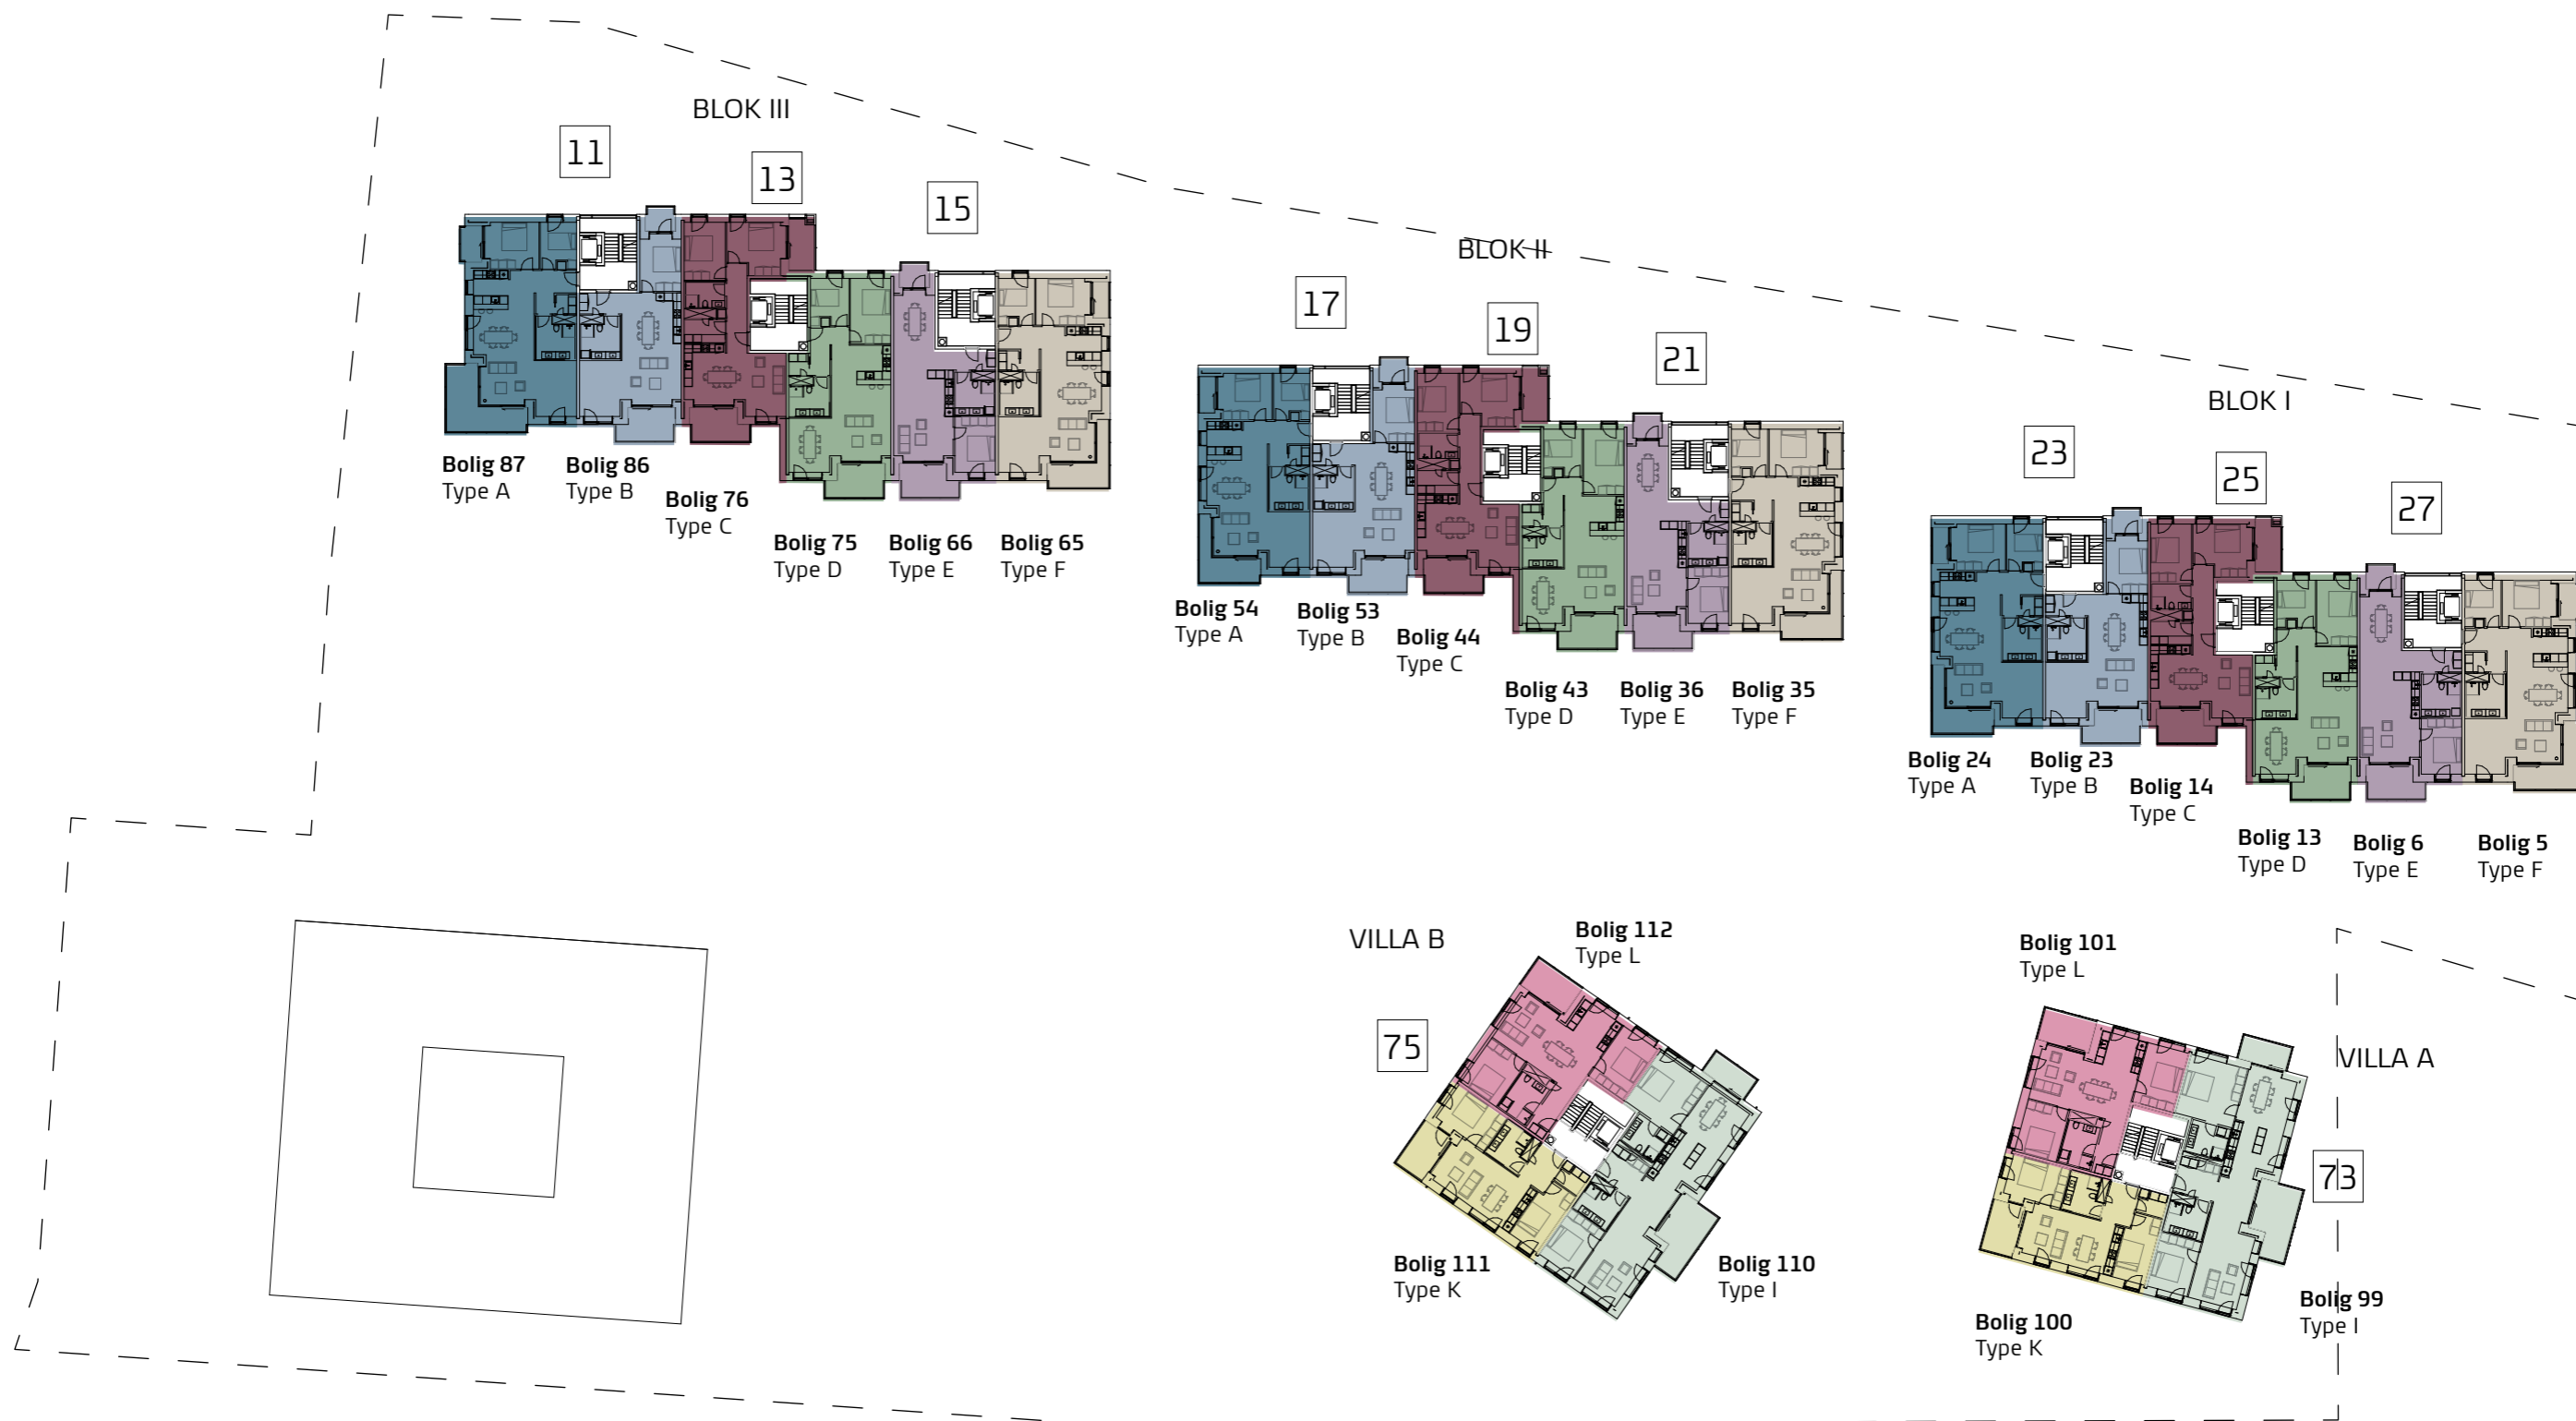 BLOK III
11
13
15
Bolig 87
Type A
Bolig 86
Type B
Bolig 76
Type C
Bolig 75
Type D
Bolig 66
Type E
Bolig 65
Type F
BLOK II
17
19
21
Bolig 54
Type A
Bolig 53
Type B
Bolig 44
Type C
Bolig 43
Type D
Bolig 36
Type E
Bolig 35
Type F
BLOK I
23
25
27
Bolig 24
Type A
Bolig 23
Type B
Bolig 14
Type C
Bolig 13
Type D
Bolig 6
Type E
Bolig 5
Type F
VILLA B
75
Bolig 112
Type L
Bolig 111
Type K
Bolig 110
Type I
VILLA A
73
Bolig 101
Type L
Bolig 100
Type K
Bolig 99
Type I